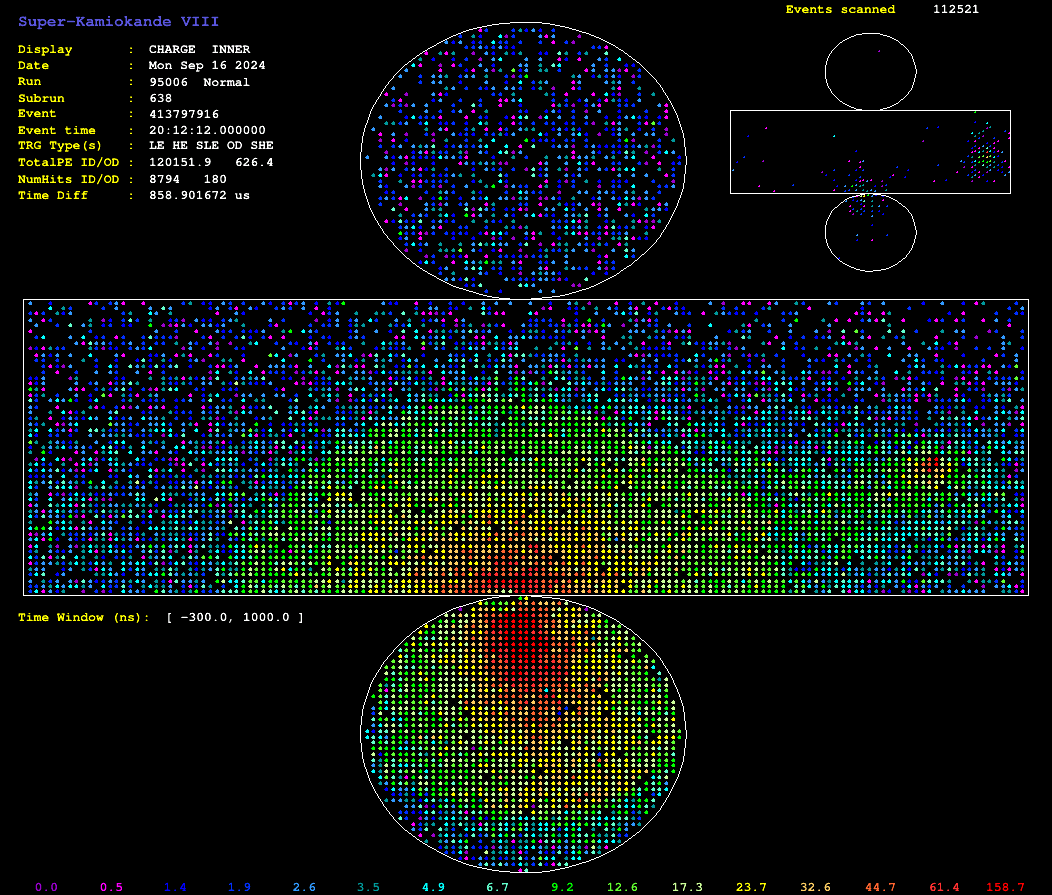 Super-Kamiokande VIII
Events scanned 112521
Display : CHARGE INNER
Date : Mon Sep 16 2024
Run : 95006 Normal
Subrun : 638
Event : 413797916
Event time : 20:12:12.000000
TRG Type(s) : LE HE SLE OD SHE
TotalPE ID/OD : 120151.9 626.4
NumHits ID/OD : 8794 180
Time Diff : 858.901672 us
Time Window (ns): [ -300.0, 1000.0 ]
0.0 0.5 1.4 1.9 2.6 3.5 4.9 6.7 9.2 12.6 17.3 23.7 32.6 44.7 61.4 158.7